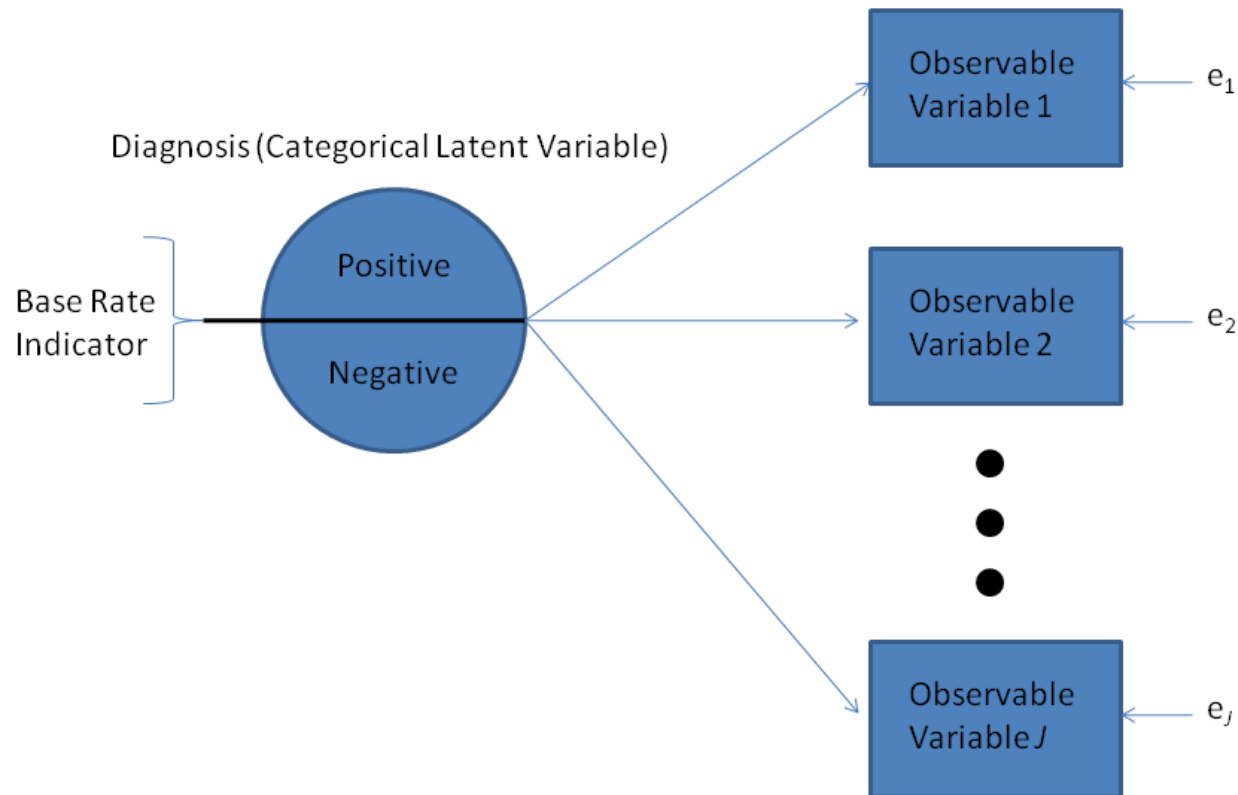 Diagnosis (Categorical Latent Variable)
Positive
Negative
Base Rate
Indicator
Observable
Variable 1
e₁
Observable
Variable 2
e₂
Observable
Variable J
eⱼ